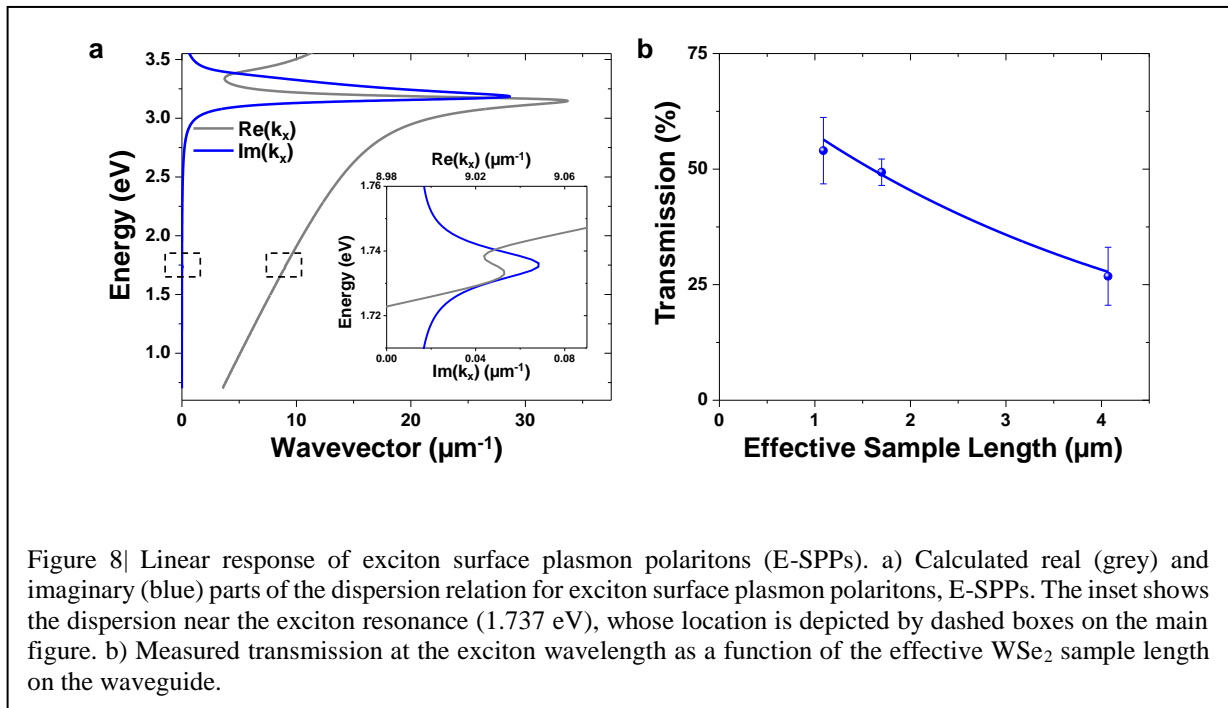 a
3.5
3.0
2.5
2.0
1.5
1.0
Energy (eV)
0
10
20
30
Wavevector (µm-1)
Re(kx)
Im(kx)
Re(kx) (µm-1)
8.98
9.02
9.06
1.76
1.74
1.72
Energy (eV)
0.00
0.04
0.08
Im(kx) (µm-1)
b
75
50
25
0
Transmission (%)
0
1
2
3
4
Effective Sample Length (µm)
Figure 8| Linear response of exciton surface plasmon polaritons (E-SPPs). a) Calculated real (grey) and
imaginary (blue) parts of the dispersion relation for exciton surface plasmon polaritons, E-SPPs. The inset shows
the dispersion near the exciton resonance (1.737 eV), whose location is depicted by dashed boxes on the main
figure. b) Measured transmission at the exciton wavelength as a function of the effective WSe2 sample length
on the waveguide.